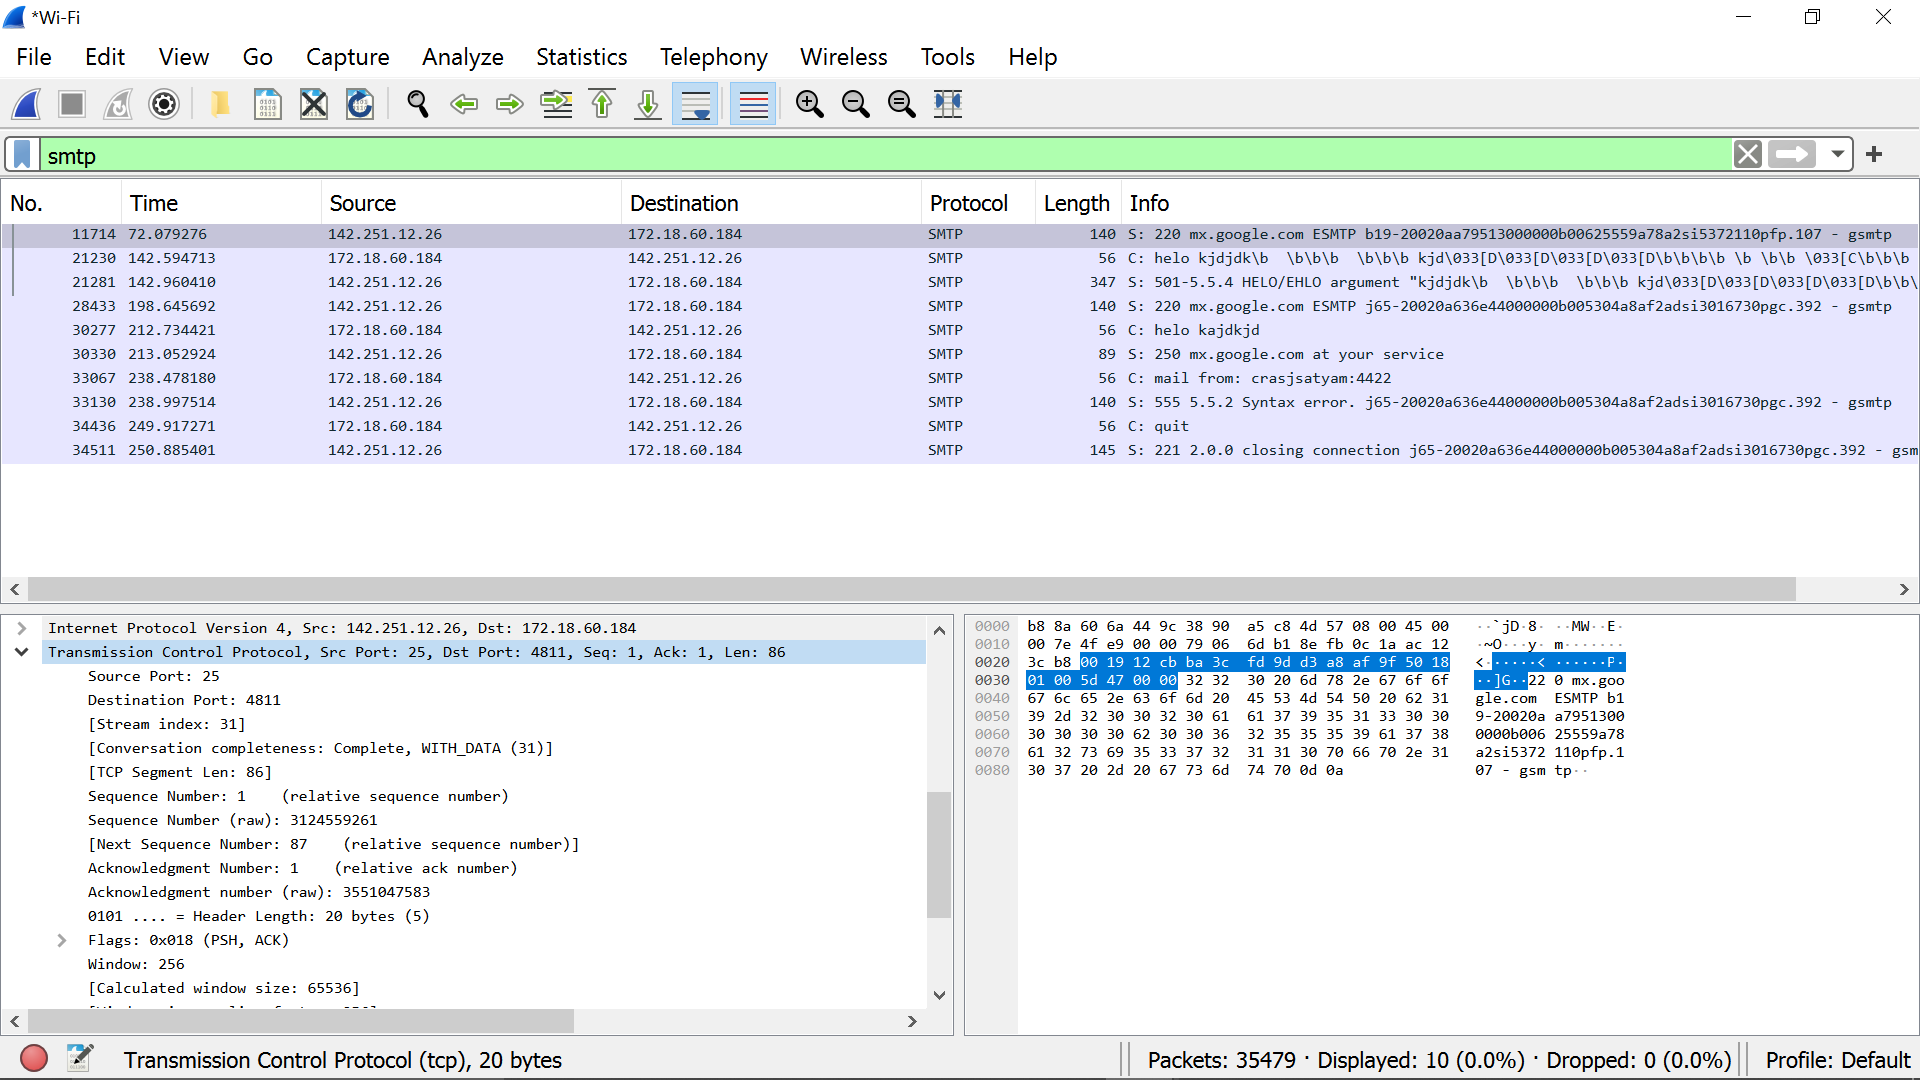 *Wi-Fi
File Edit View Go Capture Analyze Statistics Telephony Wireless Tools Help
smtp
No. Time Source Destination Protocol Length Info
11714 72.079276 142.251.12.26 172.18.60.184 SMTP 140 S: 220 mx.google.com ESMTP b19-20020aa79513000000b00625559a78a2si5372110pfp.107 - gsmtp
21230 142.594713 172.18.60.184 142.251.12.26 SMTP 56 C: helo kjdjdk\b  \b\b\b  \b\b\b kjd\033[D\033[D\033[D\033[D\b\b\b\b \b \b\b \033[C\b\b\b
21281 142.960410 142.251.12.26 172.18.60.184 SMTP 347 S: 501-5.5.4 HELO/EHLO argument "kjdjdk\b  \b\b\b  \b\b\b kjd\033[D\033[D\033[D\033[D\b\b\
28433 198.645692 142.251.12.26 172.18.60.184 SMTP 140 S: 220 mx.google.com ESMTP j65-20020a636e44000000b005304a8af2adsi3016730pgc.392 - gsmtp
30277 212.734421 172.18.60.184 142.251.12.26 SMTP 56 C: helo kajdkjd
30330 213.052924 142.251.12.26 172.18.60.184 SMTP 89 S: 250 mx.google.com at your service
33067 238.478180 172.18.60.184 142.251.12.26 SMTP 56 C: mail from: crasjsatyam:4422
33130 238.997514 142.251.12.26 172.18.60.184 SMTP 140 S: 555 5.5.2 Syntax error. j65-20020a636e44000000b005304a8af2adsi3016730pgc.392 - gsmtp
34436 249.917271 172.18.60.184 142.251.12.26 SMTP 56 C: quit
34511 250.885401 142.251.12.26 172.18.60.184 SMTP 145 S: 221 2.0.0 closing connection j65-20020a636e44000000b005304a8af2adsi3016730pgc.392 - gsm
Internet Protocol Version 4, Src: 142.251.12.26, Dst: 172.18.60.184
Transmission Control Protocol, Src Port: 25, Dst Port: 4811, Seq: 1, Ack: 1, Len: 86
Source Port: 25
Destination Port: 4811
[Stream index: 31]
[Conversation completeness: Complete, WITH_DATA (31)]
[TCP Segment Len: 86]
Sequence Number: 1    (relative sequence number)
Sequence Number (raw): 3124559261
[Next Sequence Number: 87    (relative sequence number)]
Acknowledgment Number: 1    (relative ack number)
Acknowledgment number (raw): 3551047583
0101 .... = Header Length: 20 bytes (5)
Flags: 0x018 (PSH, ACK)
Window: 256
[Calculated window size: 65536]
0000 b8 8a 60 6a 44 9c 38 90 a5 c8 4d 57 08 00 45 00 ··`jD·8· ··MW··E·
0010 00 7e 4f e9 00 00 79 06 6d b1 8e fb 0c 1a ac 12 ·~O···y· m·······
0020 3c b8 00 19 12 cb ba 3c fd 9d d3 a8 af 9f 50 18 <······< ······P·
0030 01 00 5d 47 00 00 32 32 30 20 6d 78 2e 67 6f 6f ··]G··22 0 mx.goo
0040 67 6c 65 2e 63 6f 6d 20 45 53 4d 54 50 20 62 31 gle.com  ESMTP b1
0050 39 2d 32 30 30 32 30 61 61 37 39 35 31 33 30 30 9-20020a a7951300
0060 30 30 30 30 62 30 30 36 32 35 35 35 39 61 37 38 0000b006 25559a78
0070 61 32 73 69 35 33 37 32 31 31 30 70 66 70 2e 31 a2si5372 110pfp.1
0080 30 37 20 2d 20 67 73 6d 74 70 0d 0a 07 - gsm tp··
Transmission Control Protocol (tcp), 20 bytes
Packets: 35479 · Displayed: 10 (0.0%) · Dropped: 0 (0.0%)
Profile: Default